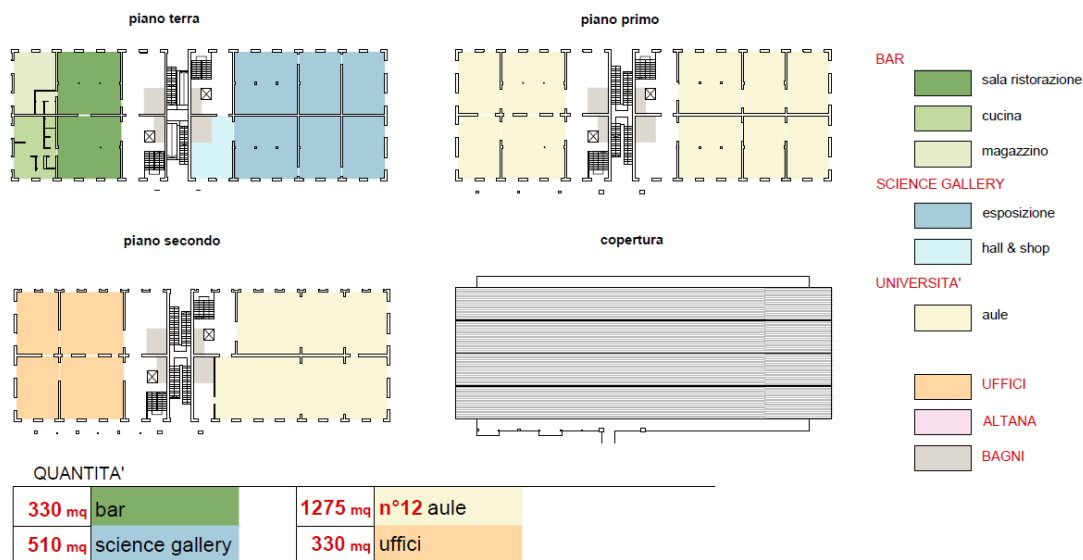 piano terra
piano primo
BAR
sala ristorazione
cucina
magazzino
SCIENCE GALLERY
esposizione
hall & shop
piano secondo
copertura
UNIVERSITA'
aule
UFFICI
ALTANA
BAGNI
QUANTITA'
330 mq bar
1275 mq n°12 aule
510 mq science gallery
330 mq uffici